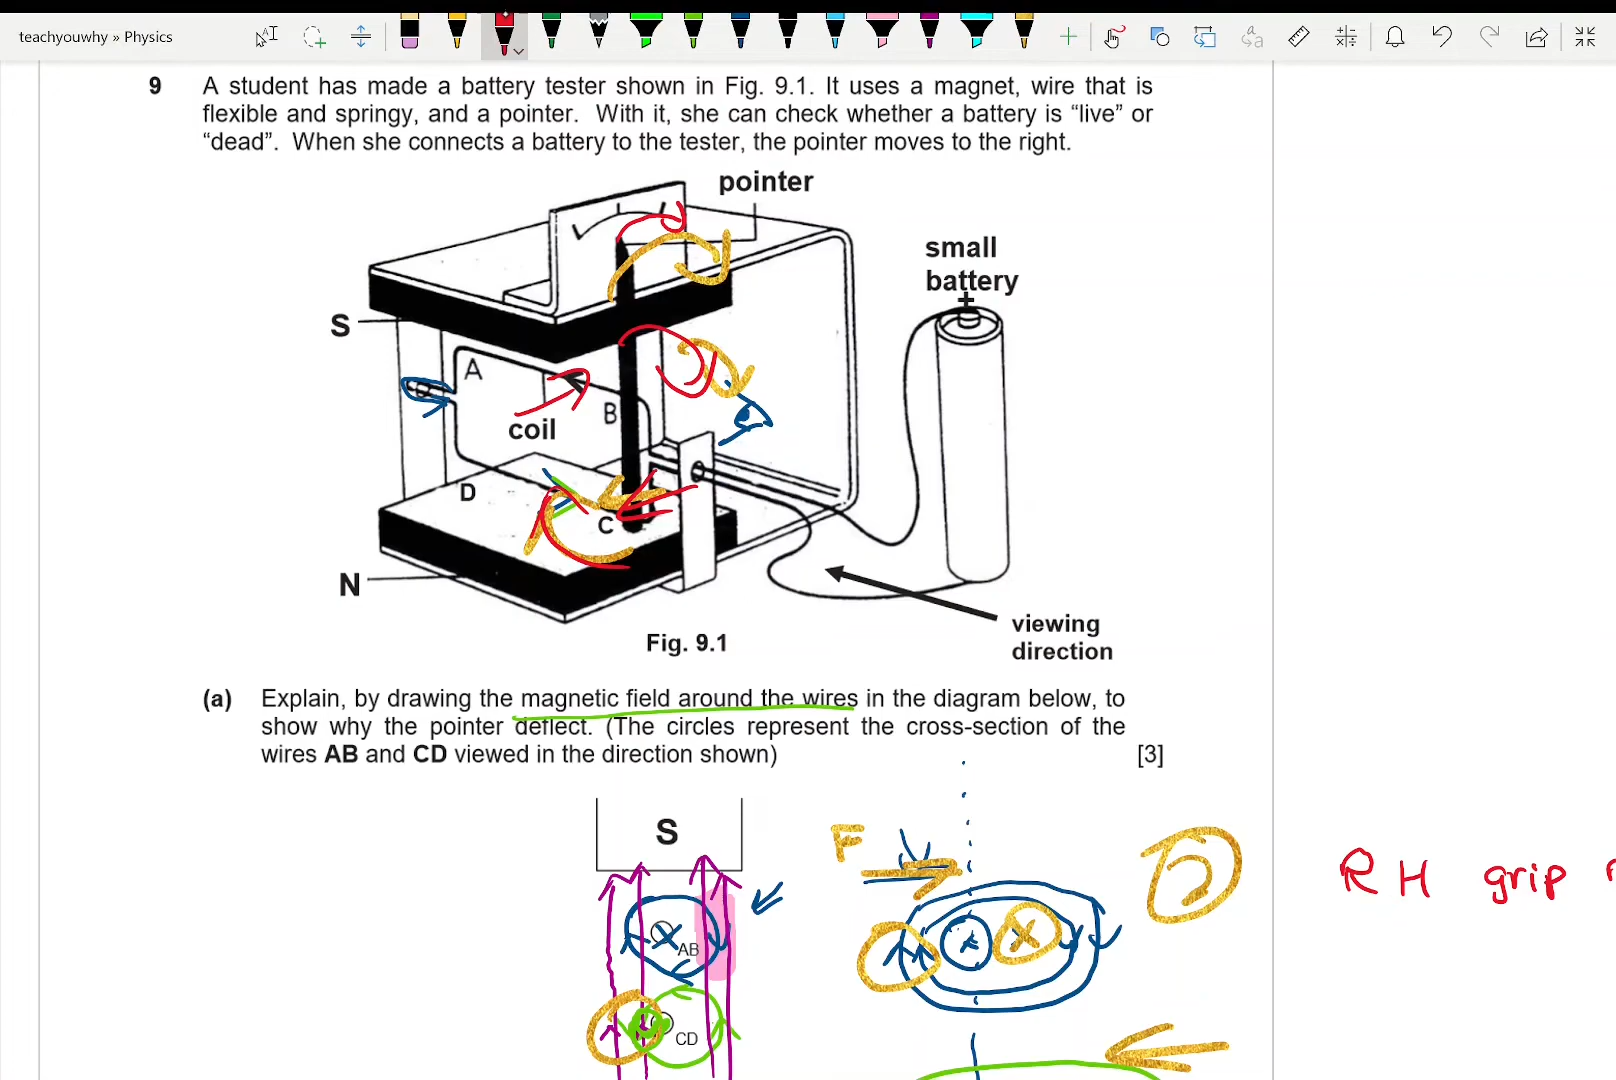 teachyouwhy » Physics
9 A student has made a battery tester shown in Fig. 9.1. It uses a magnet, wire that is
flexible and springy, and a pointer. With it, she can check whether a battery is “live” or
“dead”. When she connects a battery to the tester, the pointer moves to the right.
pointer
small
battery
+
S
A
B
coil
D
C
N
Fig. 9.1
viewing
direction
(a) Explain, by drawing the magnetic field around the wires in the diagram below, to
show why the pointer deflect. (The circles represent the cross-section of the
wires AB and CD viewed in the direction shown) [3]
S
F
2
RH grip
AB
CD